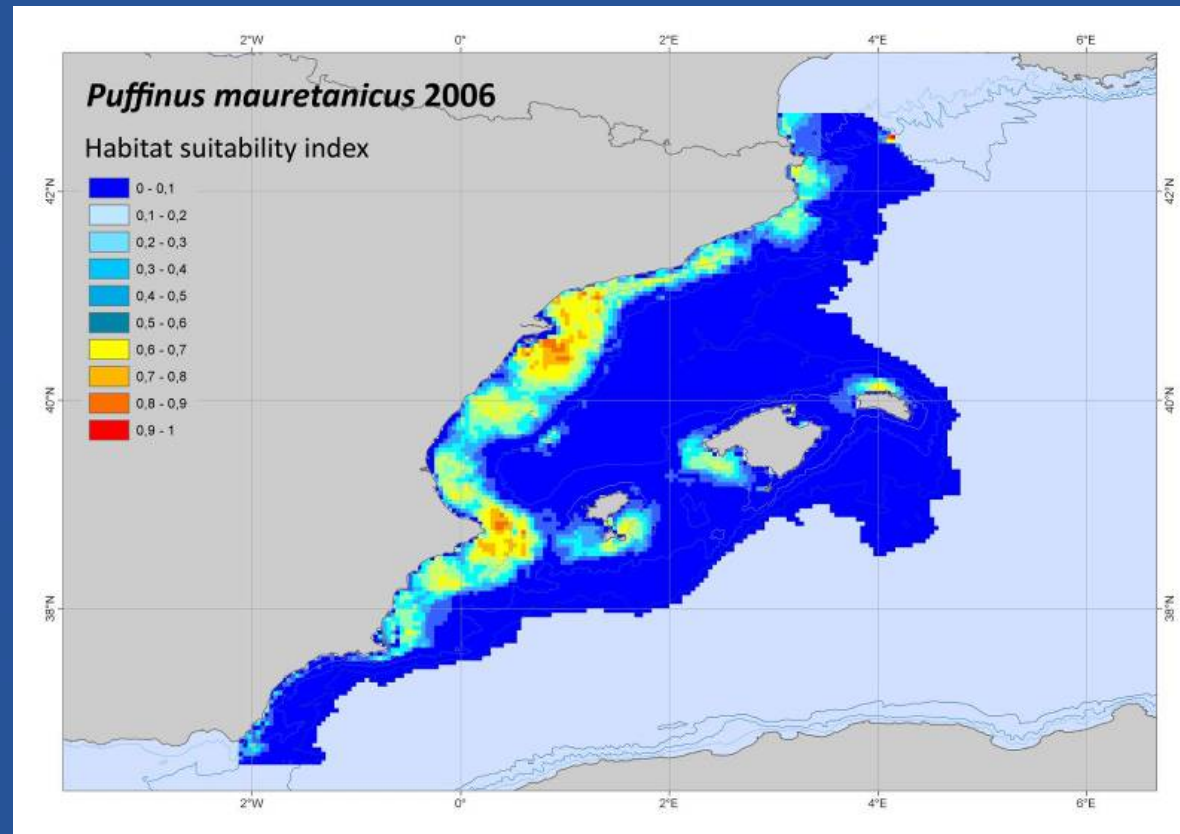 2°W 0° 2°E 4°E 6°E
Puffinus mauretanicus 2006
Habitat suitability index
0 - 0,1
0,1 - 0,2
0,2 - 0,3
0,3 - 0,4
0,4 - 0,5
0,5 - 0,6
0,6 - 0,7
0,7 - 0,8
0,8 - 0,9
0,9 - 1
42°N 42°N
40°N 40°N
38°N 38°N
2°W 0° 2°E 4°E 6°E